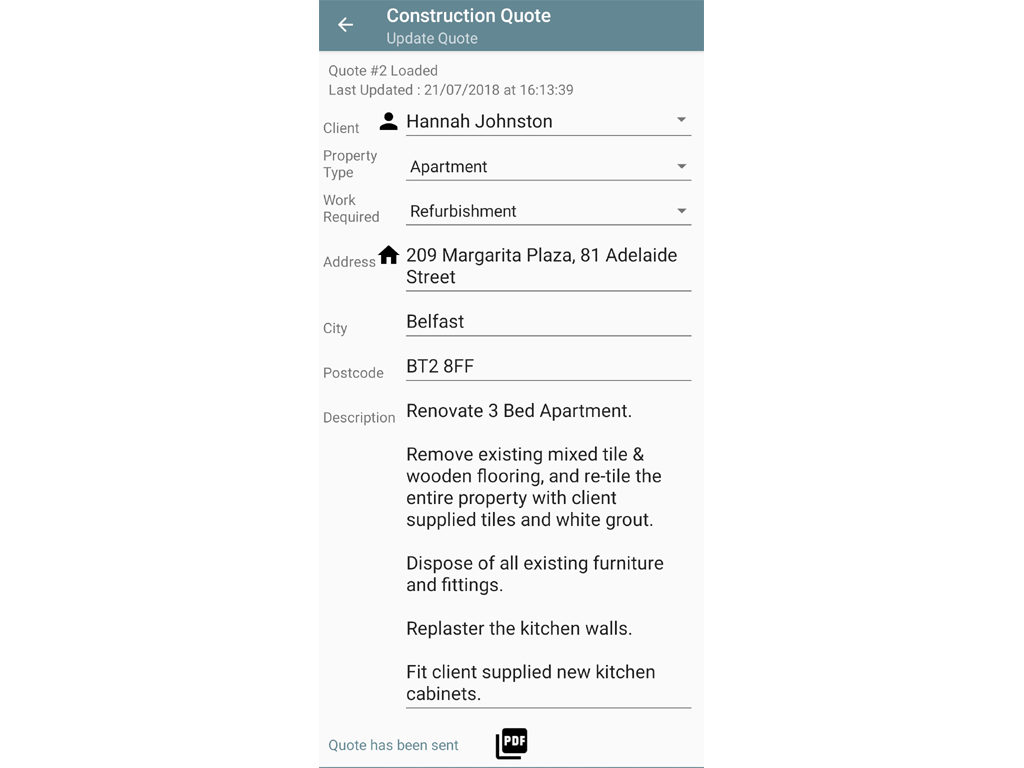 Construction Quote
Update Quote
Quote #2 Loaded
Last Updated : 21/07/2018 at 16:13:39
Client Hannah Johnston
Property
Type
Apartment
Work
Required
Refurbishment
Address 209 Margarita Plaza, 81 Adelaide
Street
City Belfast
Postcode BT2 8FF
Description Renovate 3 Bed Apartment.
Remove existing mixed tile &
wooden flooring, and re-tile the
entire property with client
supplied tiles and white grout.
Dispose of all existing furniture
and fittings.
Replaster the kitchen walls.
Fit client supplied new kitchen
cabinets.
Quote has been sent PDF